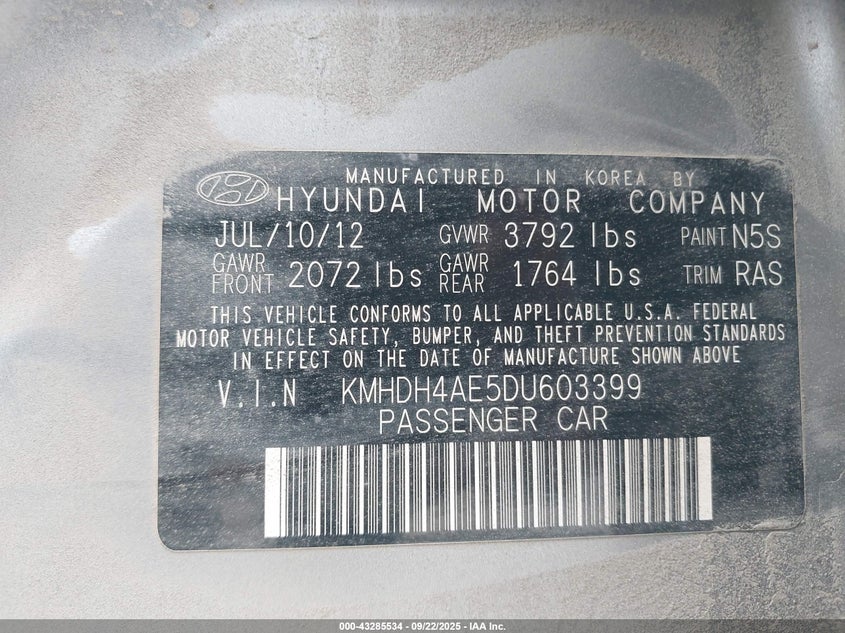 MANUFACTURED IN KOREA BY
HYUNDAI MOTOR COMPANY
JUL/10/12 GVWR 3792 lbs PAINT N5S
GAWR FRONT 2072 lbs GAWR REAR 1764 lbs TRIM RAS
THIS VEHICLE CONFORMS TO ALL APPLICABLE U.S.A. FEDERAL
MOTOR VEHICLE SAFETY, BUMPER, AND THEFT PREVENTION STANDARDS
IN EFFECT ON THE DATE OF MANUFACTURE SHOWN ABOVE
V.I.N KMHDH4AE5DU603399
PASSENGER CAR
000-43285534 - 09/22/2025 - IAA Inc.